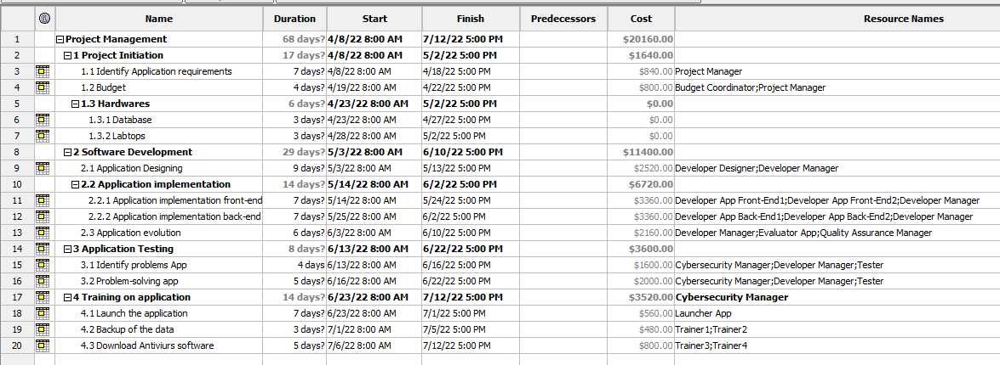 Name Duration Start Finish Predecessors Cost Resource Names
1 Project Management 68 days? 4/8/22 8:00 AM 7/12/22 5:00 PM $20160.00
2 1 Project Initiation 17 days? 4/8/22 8:00 AM 5/2/22 5:00 PM $1640.00
3 1.1 Identify Application requirements 7 days? 4/8/22 8:00 AM 4/18/22 5:00 PM $840.00 Project Manager
4 1.2 Budget 4 days? 4/19/22 8:00 AM 4/22/22 5:00 PM $800.00 Budget Coordinator;Project Manager
5 1.3 Hardwares 6 days? 4/23/22 8:00 AM 5/2/22 5:00 PM $0.00
6 1.3.1 Database 3 days? 4/23/22 8:00 AM 4/27/22 5:00 PM $0.00
7 1.3.2 Labtops 3 days? 4/28/22 8:00 AM 5/2/22 5:00 PM $0.00
8 2 Software Development 29 days? 5/3/22 8:00 AM 6/10/22 5:00 PM $11400.00
9 2.1 Application Designing 9 days? 5/3/22 8:00 AM 5/13/22 5:00 PM $2520.00 Developer Designer;Developer Manager
10 2.2 Application implementation 14 days? 5/14/22 8:00 AM 6/2/22 5:00 PM $6720.00
11 2.2.1 Application implementation front-end 7 days? 5/14/22 8:00 AM 5/24/22 5:00 PM $3360.00 Developer App Front-End1;Developer App Front-End2;Developer Manager
12 2.2.2 Application implementation back-end 7 days? 5/25/22 8:00 AM 6/2/22 5:00 PM $3360.00 Developer App Back-End1;Developer App Back-End2;Developer Manager
13 2.3 Application evolution 6 days? 6/3/22 8:00 AM 6/10/22 5:00 PM $2160.00 Developer Manager;Evaluator App;Quality Assurance Manager
14 3 Application Testing 8 days? 6/13/22 8:00 AM 6/22/22 5:00 PM $3600.00
15 3.1 Identify problems App 4 days 6/13/22 8:00 AM 6/16/22 5:00 PM $1600.00 Cybersecurity Manager;Developer Manager;Tester
16 3.2 Problem-solving app 5 days? 6/16/22 8:00 AM 6/22/22 5:00 PM $2000.00 Cybersecurity Manager;Developer Manager;Tester
17 4 Training on application 14 days? 6/23/22 8:00 AM 7/12/22 5:00 PM $3520.00 Cybersecurity Manager
18 4.1 Launch the application 7 days? 6/23/22 8:00 AM 7/1/22 5:00 PM $560.00 Launcher App
19 4.2 Backup of the data 3 days? 7/1/22 8:00 AM 7/5/22 5:00 PM $480.00 Trainer1;Trainer2
20 4.3 Download Antiviurs software 5 days? 7/6/22 8:00 AM 7/12/22 5:00 PM $800.00 Trainer3;Trainer4